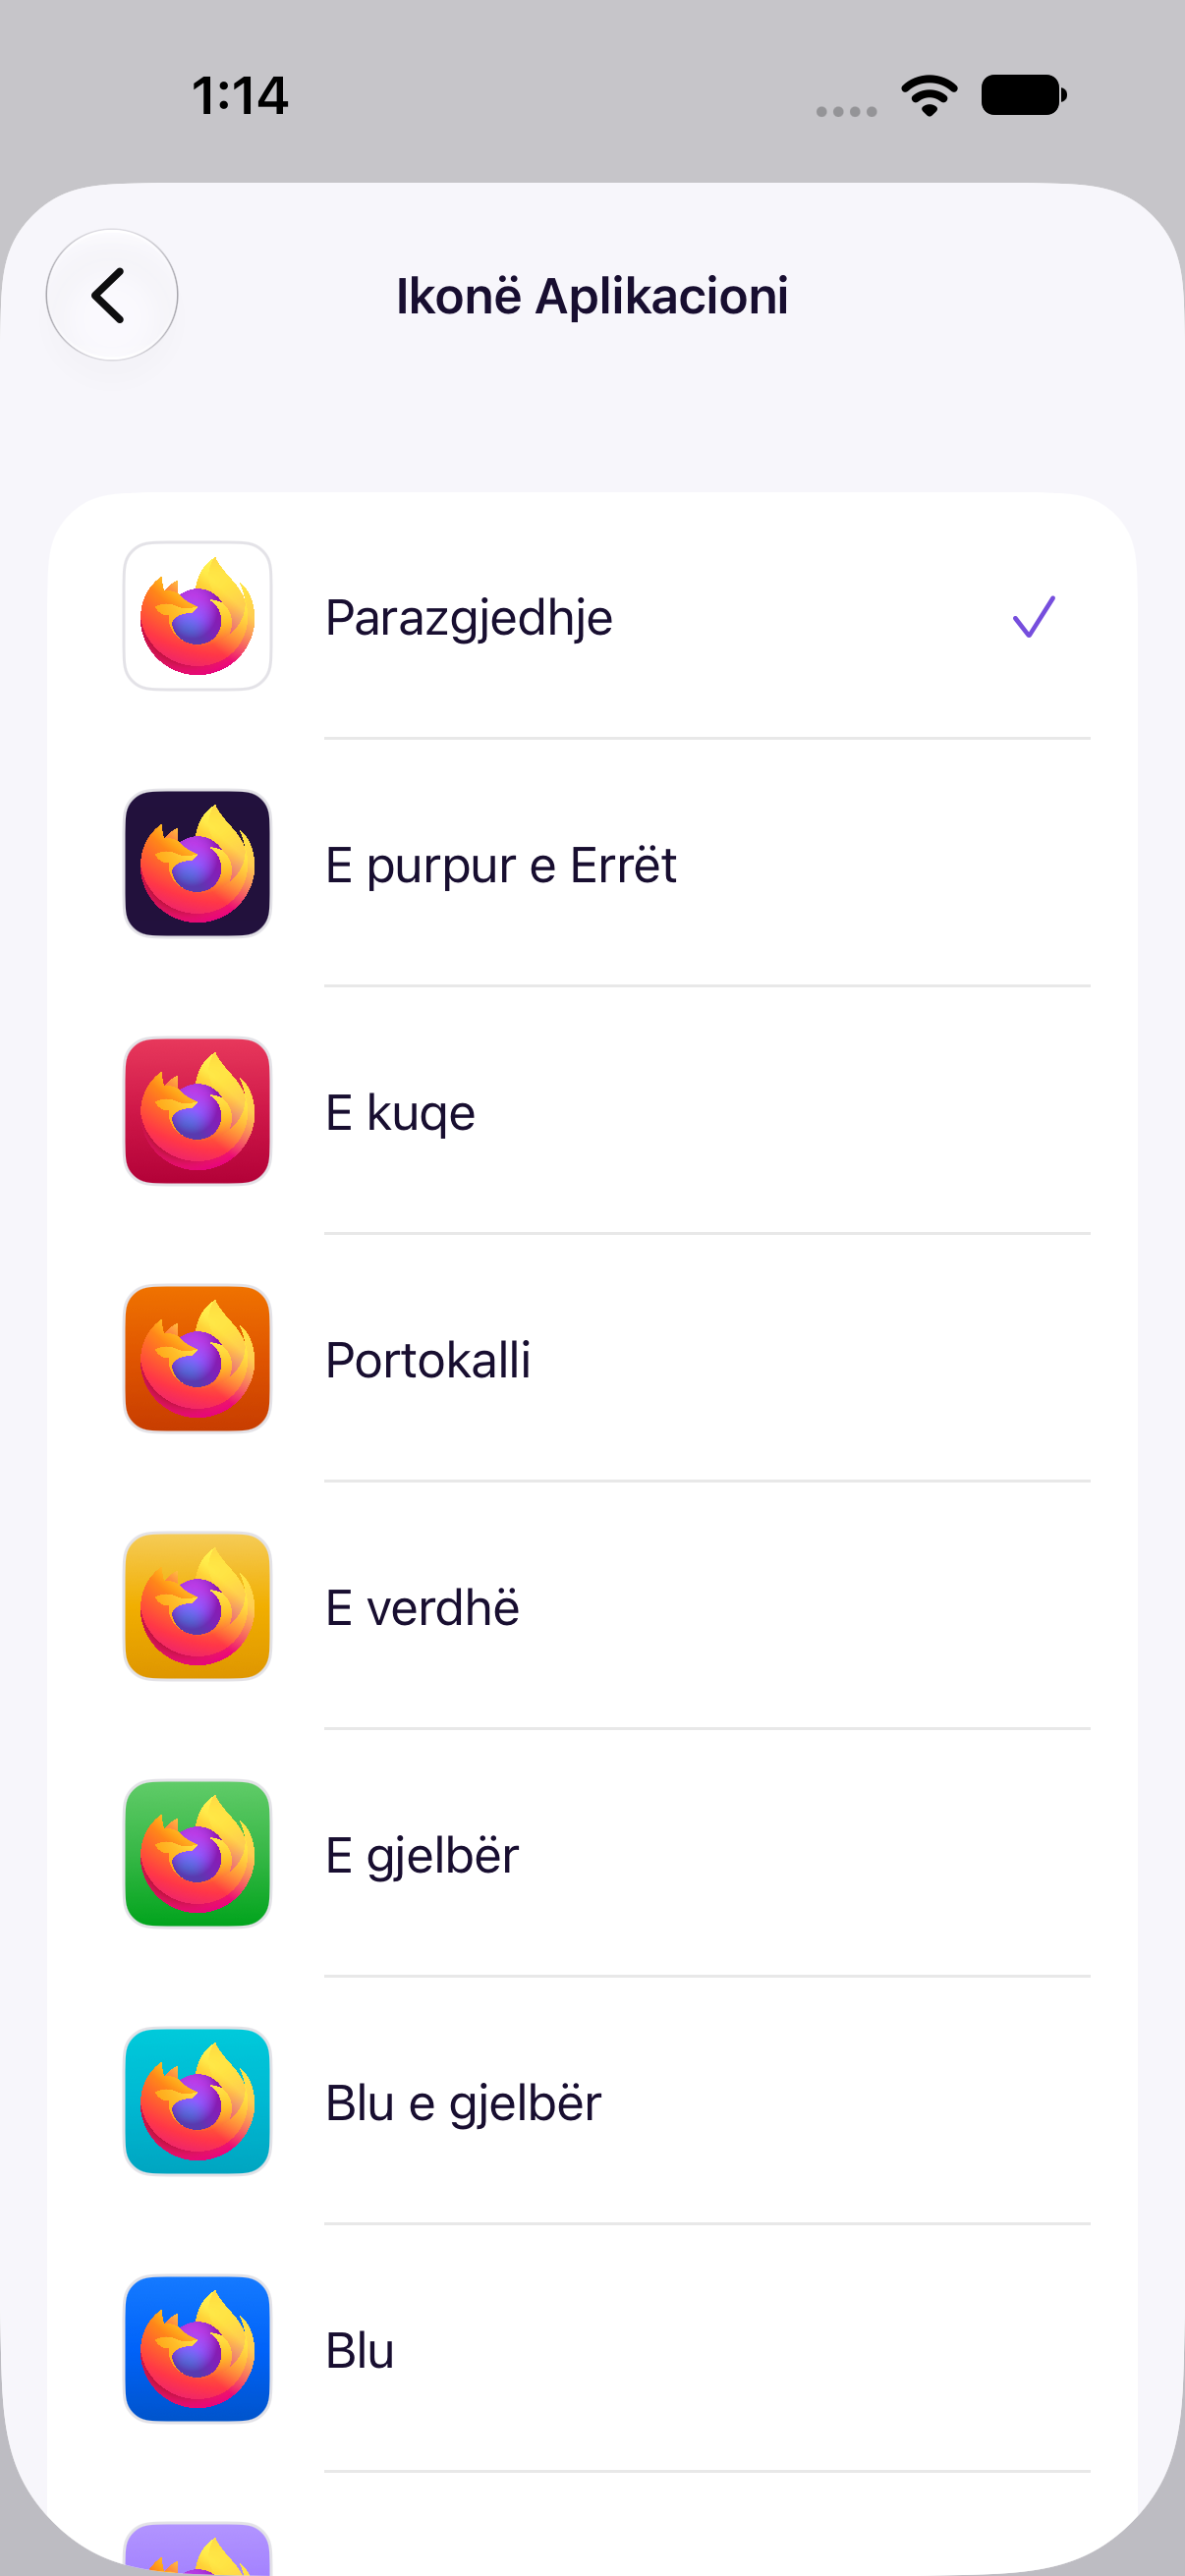 1:14
Ikonë Aplikacioni
Parazgjedhje
E purpur e Errët
E kuqe
Portokalli
E verdhë
E gjelbër
Blu e gjelbër
Blu